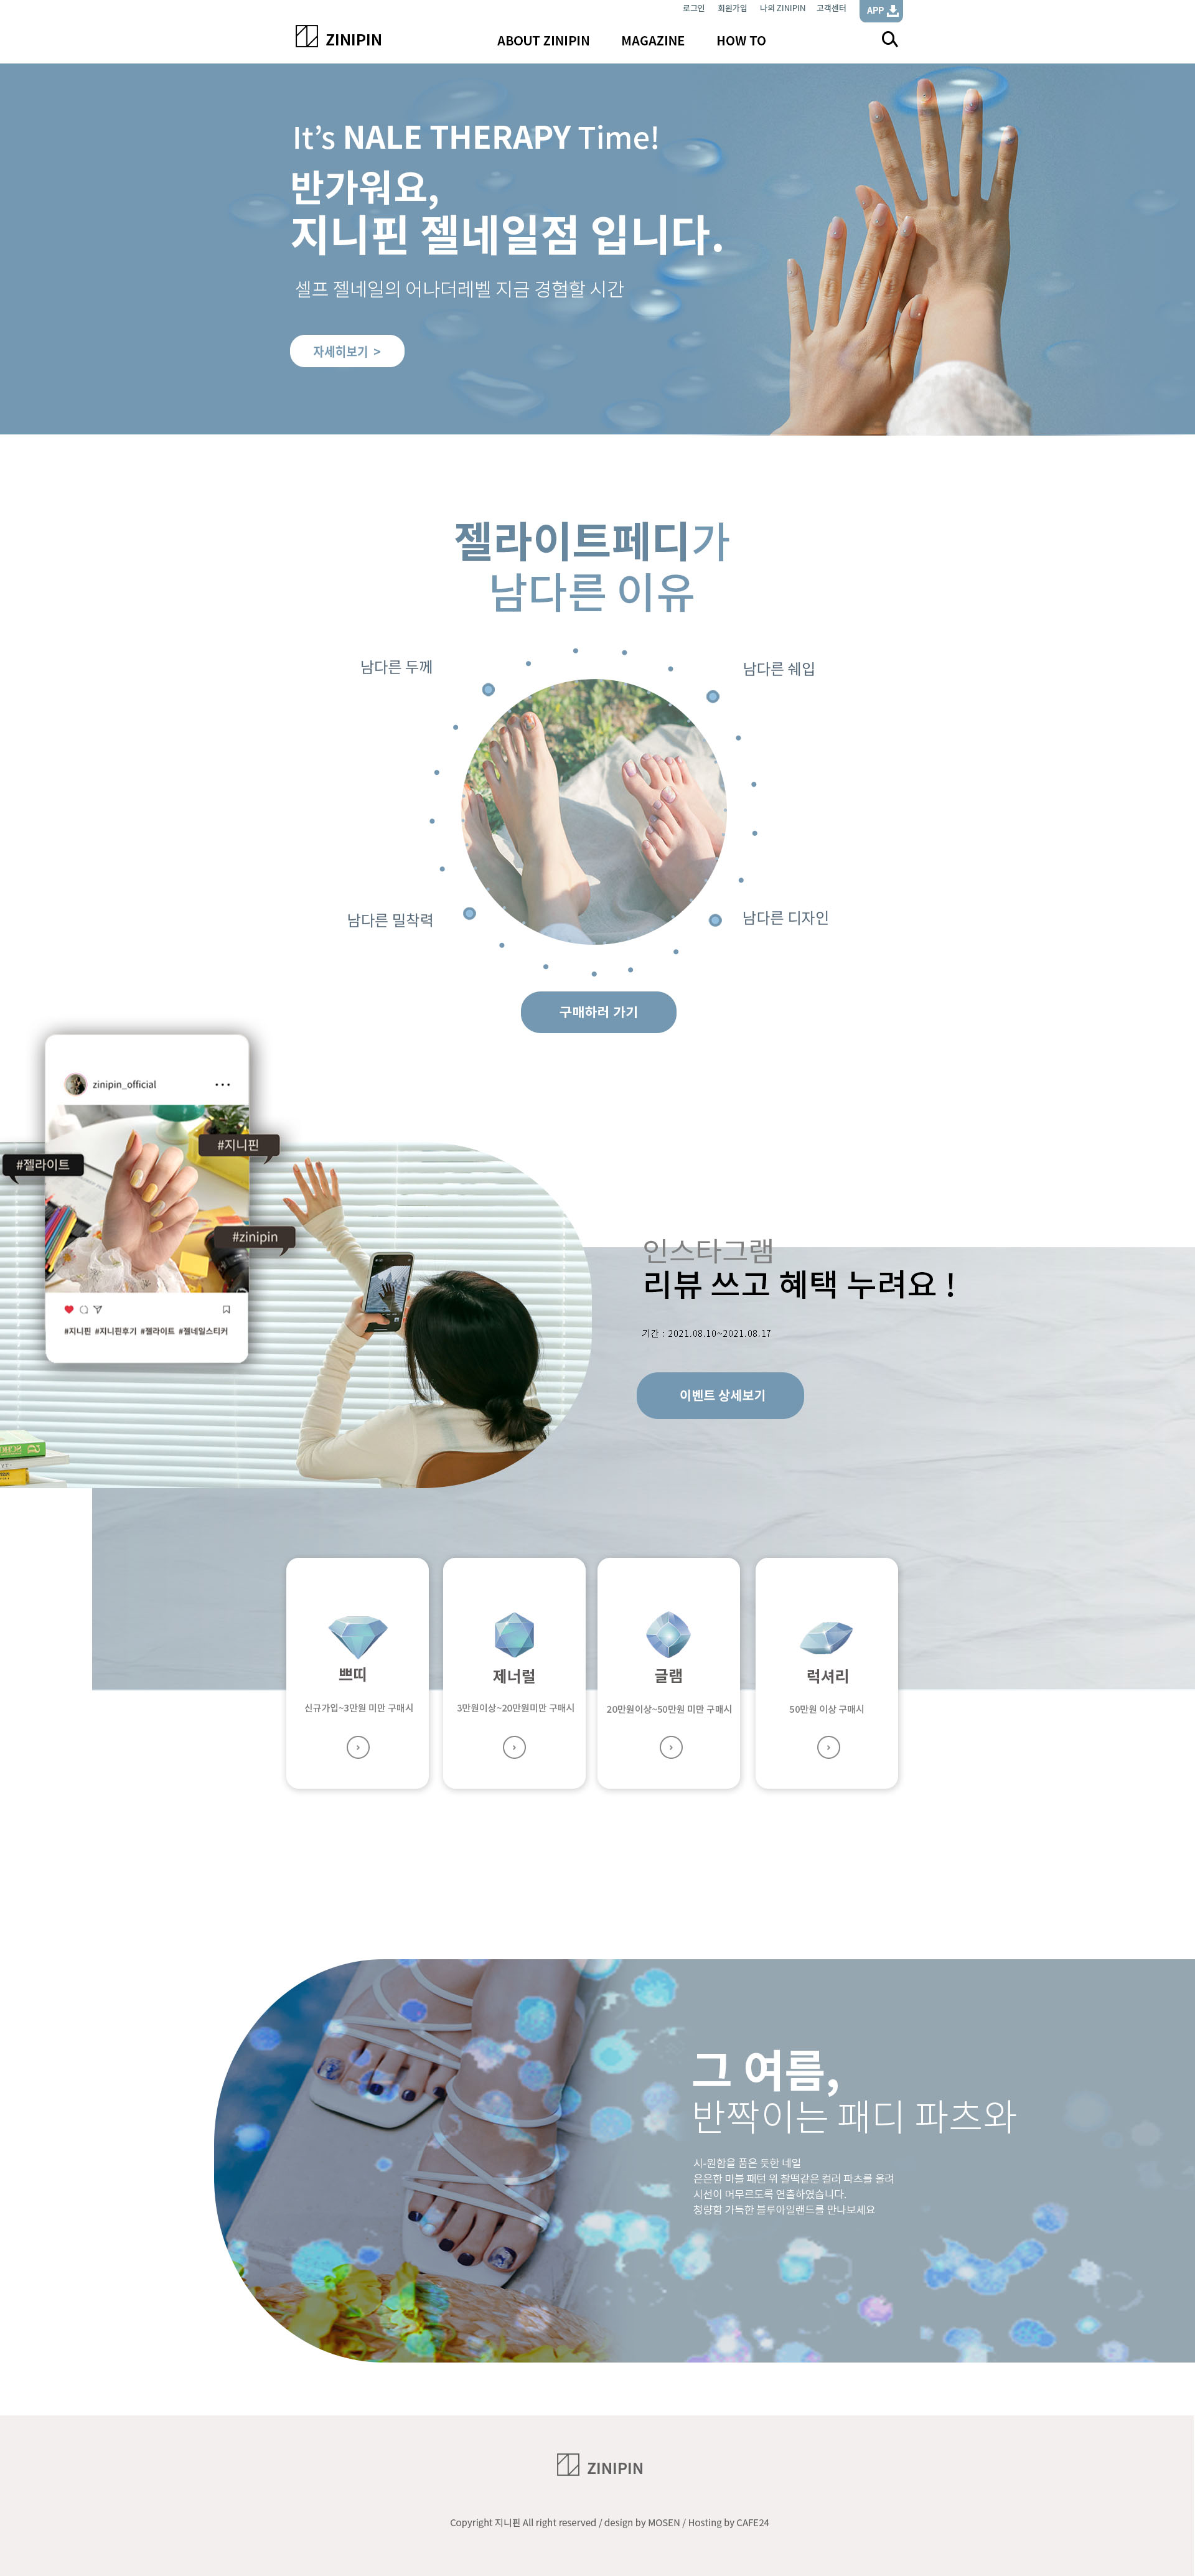 로그인 회원가입 나의 ZINIPIN 고객센터 APP
ZINIPIN ABOUT ZINIPIN MAGAZINE HOW TO
It’s NALE THERAPY Time!
반가워요,
지니핀 젤네일점 입니다.
셀프 젤네일의 어나더레벨 지금 경험할 시간
자세히보기 >
젤라이트페디가
남다른 이유
남다른 두께
남다른 쉐입
남다른 밀착력
남다른 디자인
구매하러 가기
zinipin_official
#지니핀
#젤라이트
#zinipin
#지니핀 #지니핀후기 #젤라이트 #젤네일스티커
인스타그램
리뷰 쓰고 혜택 누려요 !
기간 : 2021.08.10~2021.08.17
이벤트 상세보기
쁘띠
신규가입~3만원 미만 구매시
제너럴
3만원이상~20만원미만 구매시
글램
20만원이상~50만원 미만 구매시
럭셔리
50만원 이상 구매시
그 여름,
반짝이는 패디 파츠와
시-원함을 품은 듯한 네일
은은한 마블 패턴 위 찰떡같은 컬러 파츠를 올려
시선이 머무르도록 연출하였습니다.
청량함 가득한 블루아일랜드를 만나보세요
ZINIPIN
Copyright 지니핀 All right reserved / design by MOSEN / Hosting by CAFE24